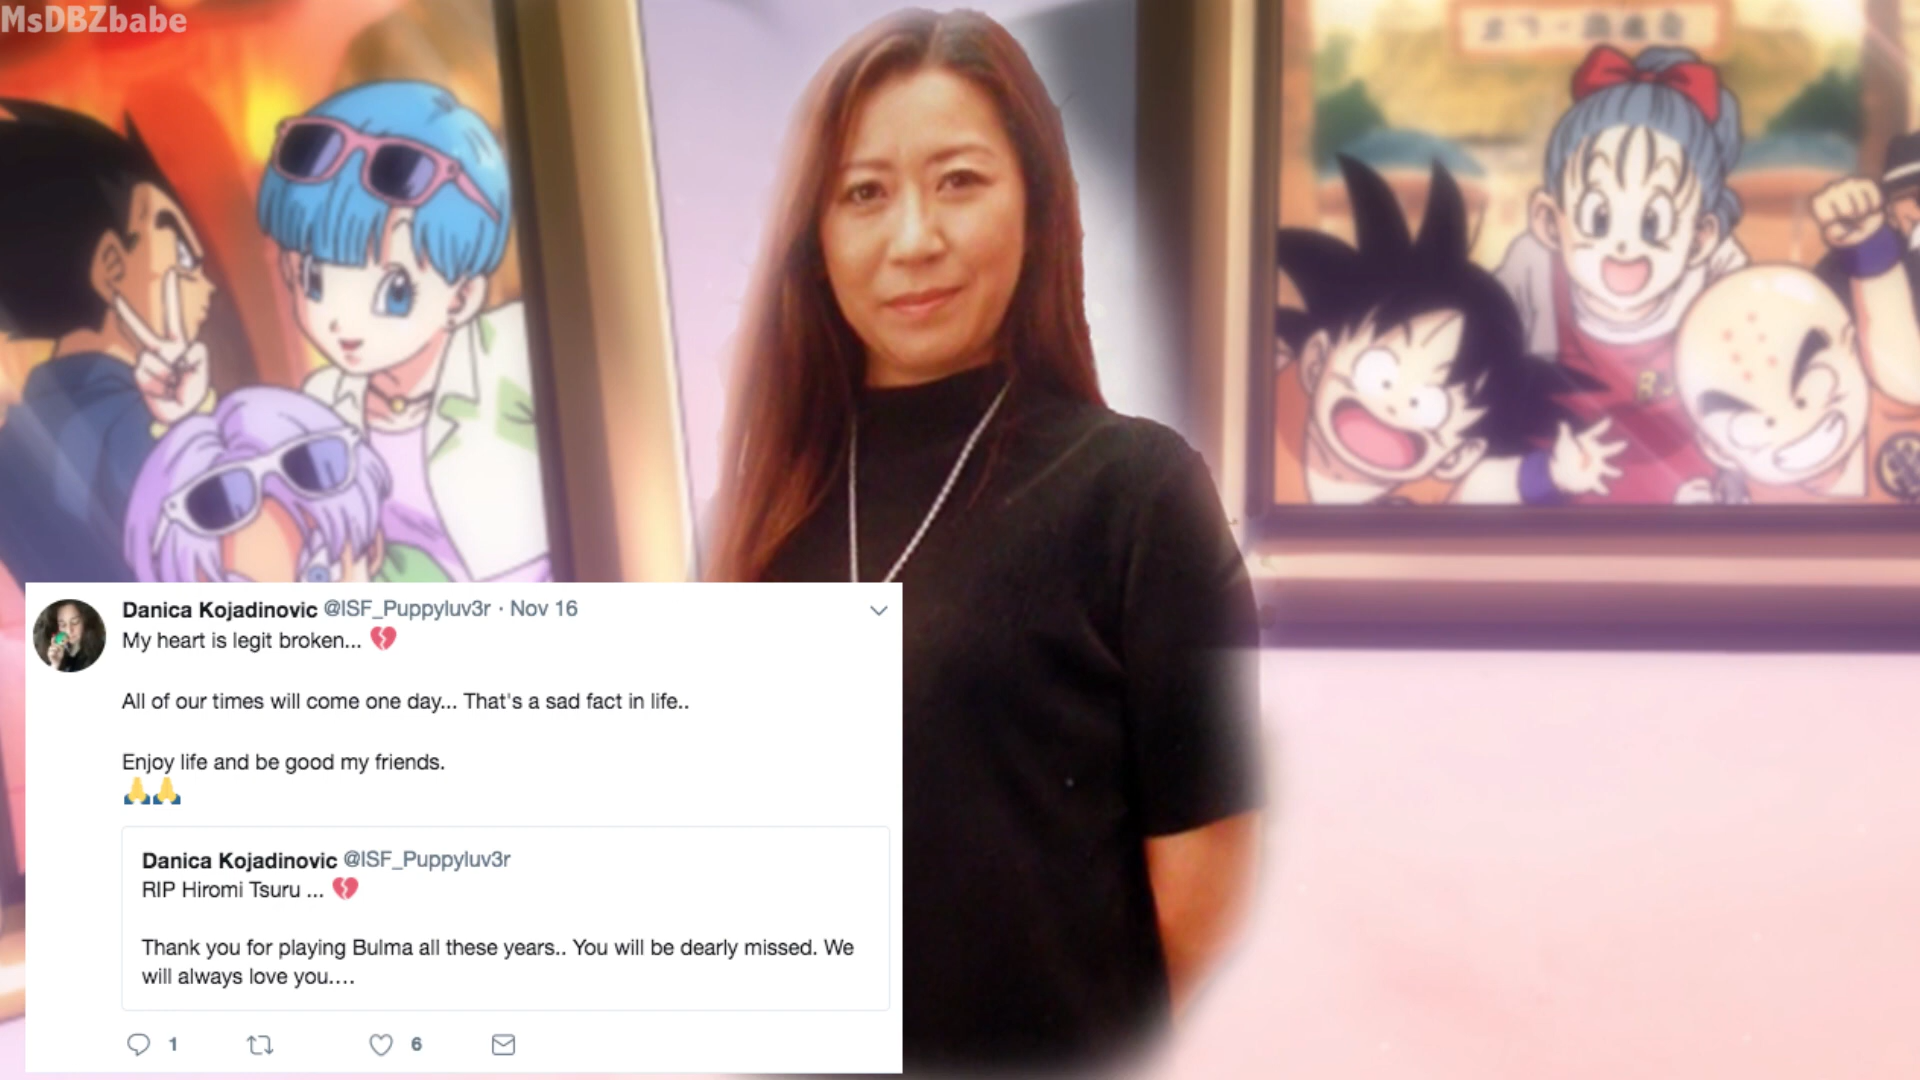 MsDBZbabe
Danica Kojadinovic @ISF_Puppyluv3r · Nov 16
My heart is legit broken... 💔
All of our times will come one day... That's a sad fact in life..
Enjoy life and be good my friends.
🙏🙏
Danica Kojadinovic @ISF_Puppyluv3r
RIP Hiromi Tsuru ... 💔
Thank you for playing Bulma all these years.. You will be dearly missed. We
will always love you....
1 6